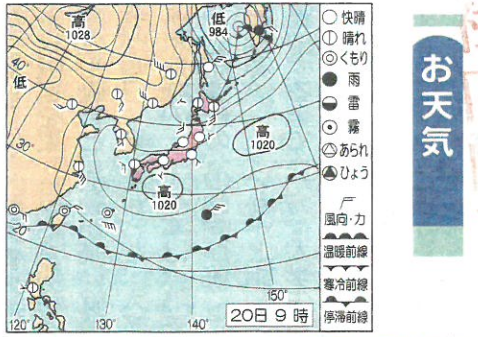 高
1028
低
984
低
40°
30°
高
1020
高
1020
120°
130°
140°
150°
20日9時
快晴
晴れ
くもり
雨
雷
霧
あられ
ひょう
風向・力
温暖前線
寒冷前線
停滞前線
お天気